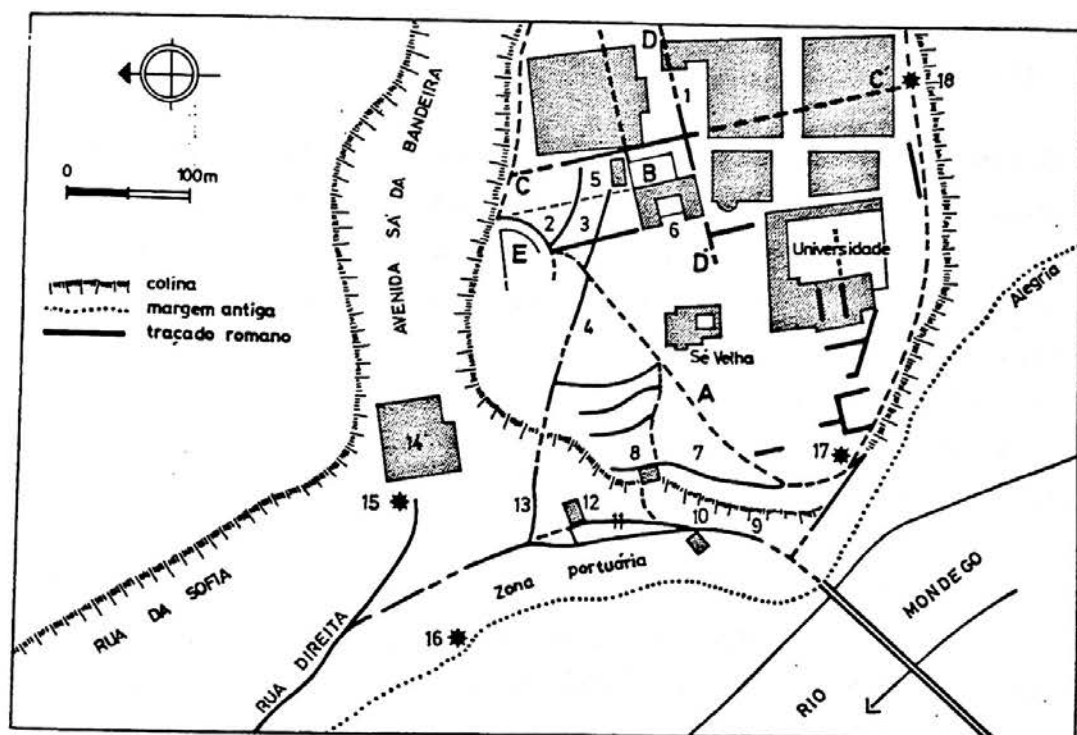 D
1
C'
18
0 100m
AVENIDA SÁ DA BANDEIRA
C
5
B
2
3
6
E
D'
Universidade
colina
margem antiga
traçado romano
4
Sé Velha
A
Alegria
14
8
7
17
15
13
12
11
10
9
Zona portuária
RUA DA SOFIA
16
RUA DIREITA
RIO MONDEGO